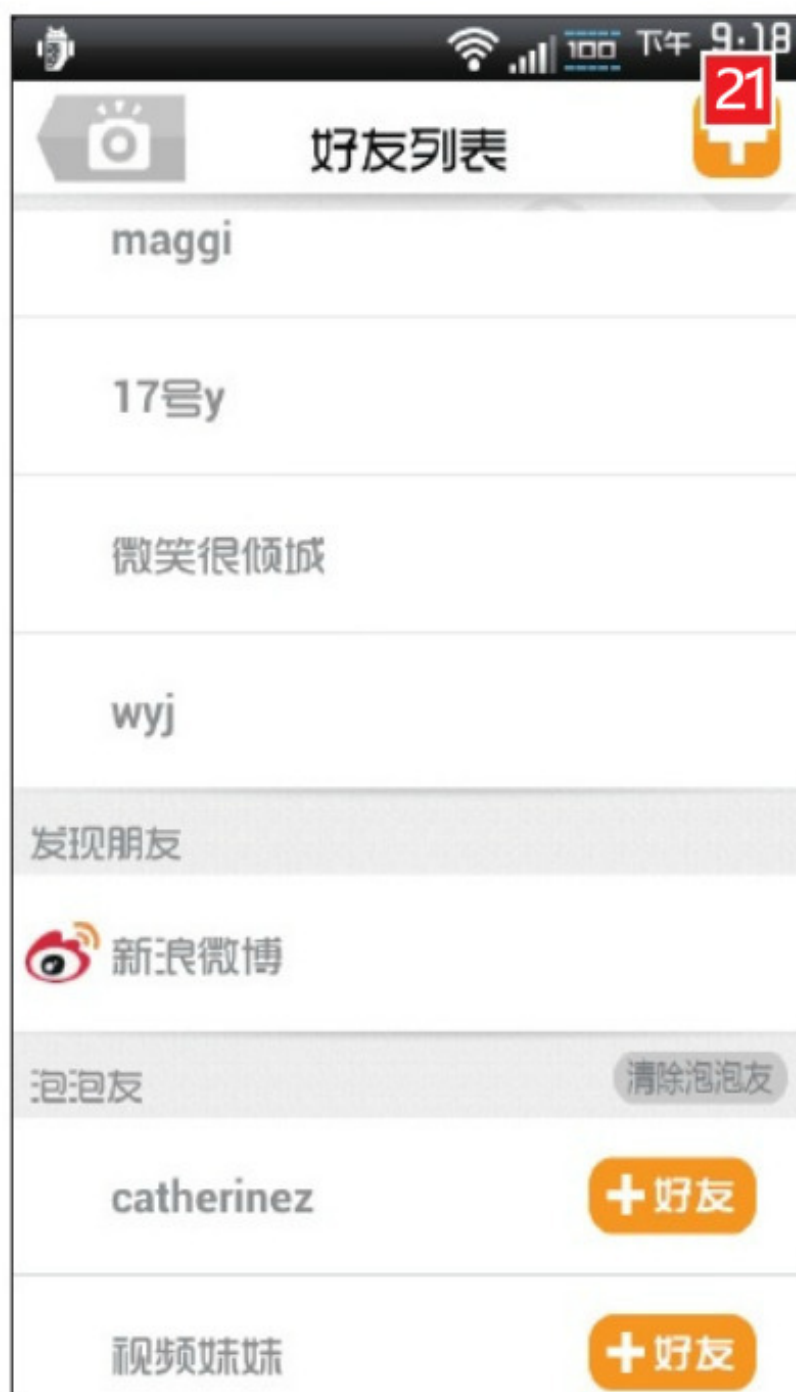 100 下午 9:18
21
好友列表
maggi
17号y
微笑很倾城
wyj
发现朋友
新浪微博
泡泡友 清除泡泡友
catherinez +好友
视频妹妹 +好友